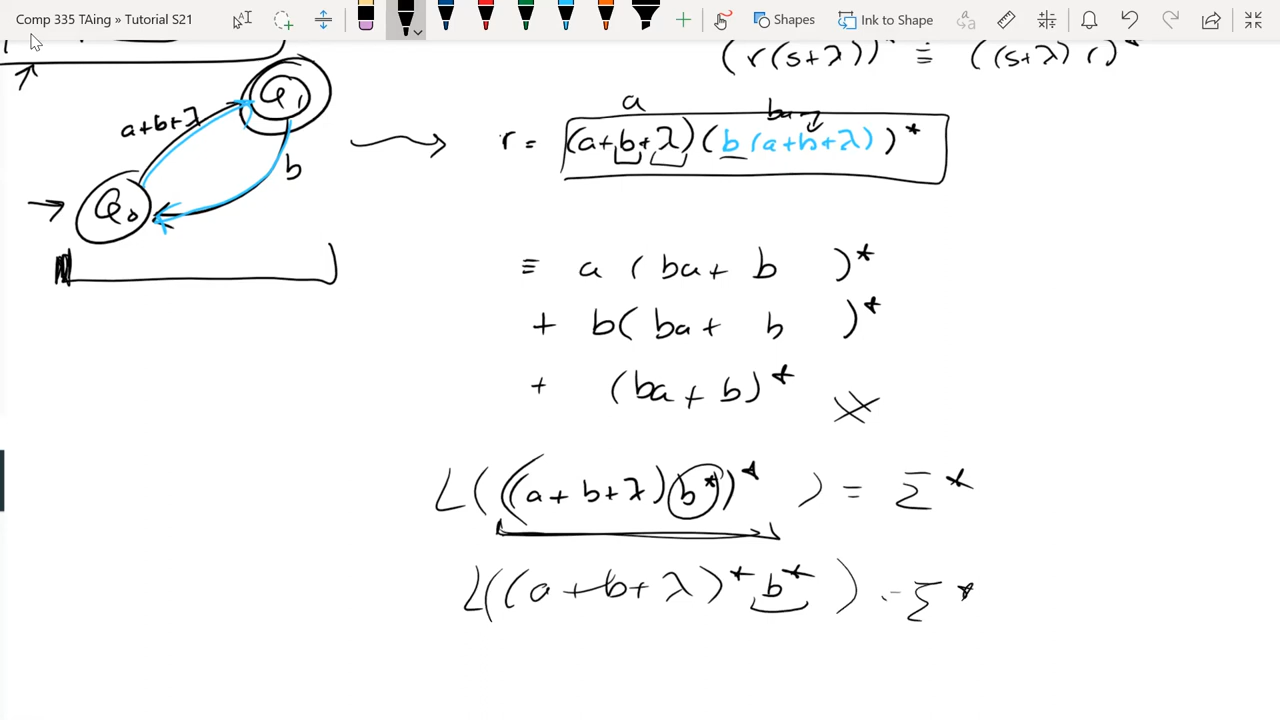 Comp 335 TAing » Tutorial S21
Shapes
Ink to Shape
(r(s+λ))* ≡ ((s+λ) r)*
Q₁
a+b+λ
b
Q₀
a
ba
r = (a+b+λ)(b(a+b+λ))*
≡ a (ba+ b )*
+ b( ba+ b )*
+ (ba+b)*
L(((a+b+λ)b*)*) = Σ*
L((a+b+λ)*b*) = Σ*